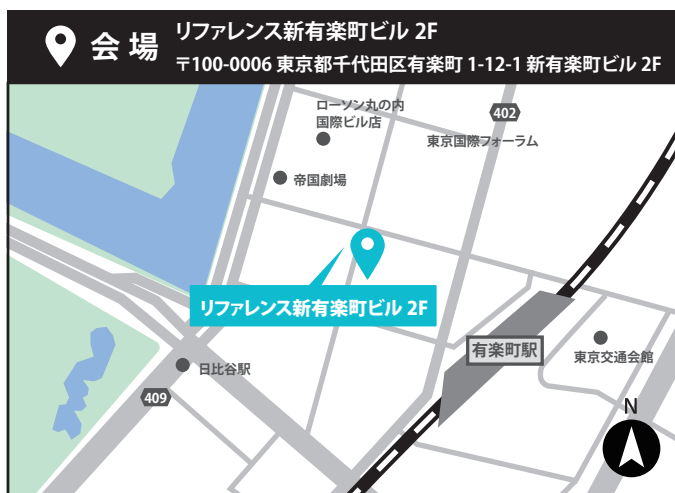 会場
リファレンス新有楽町ビル 2F
〒100-0006 東京都千代田区有楽町 1-12-1 新有楽町ビル 2F
ローソン丸の内
国際ビル店
402
東京国際フォーラム
帝国劇場
リファレンス新有楽町ビル 2F
有楽町駅
東京交通会館
日比谷駅
409
N